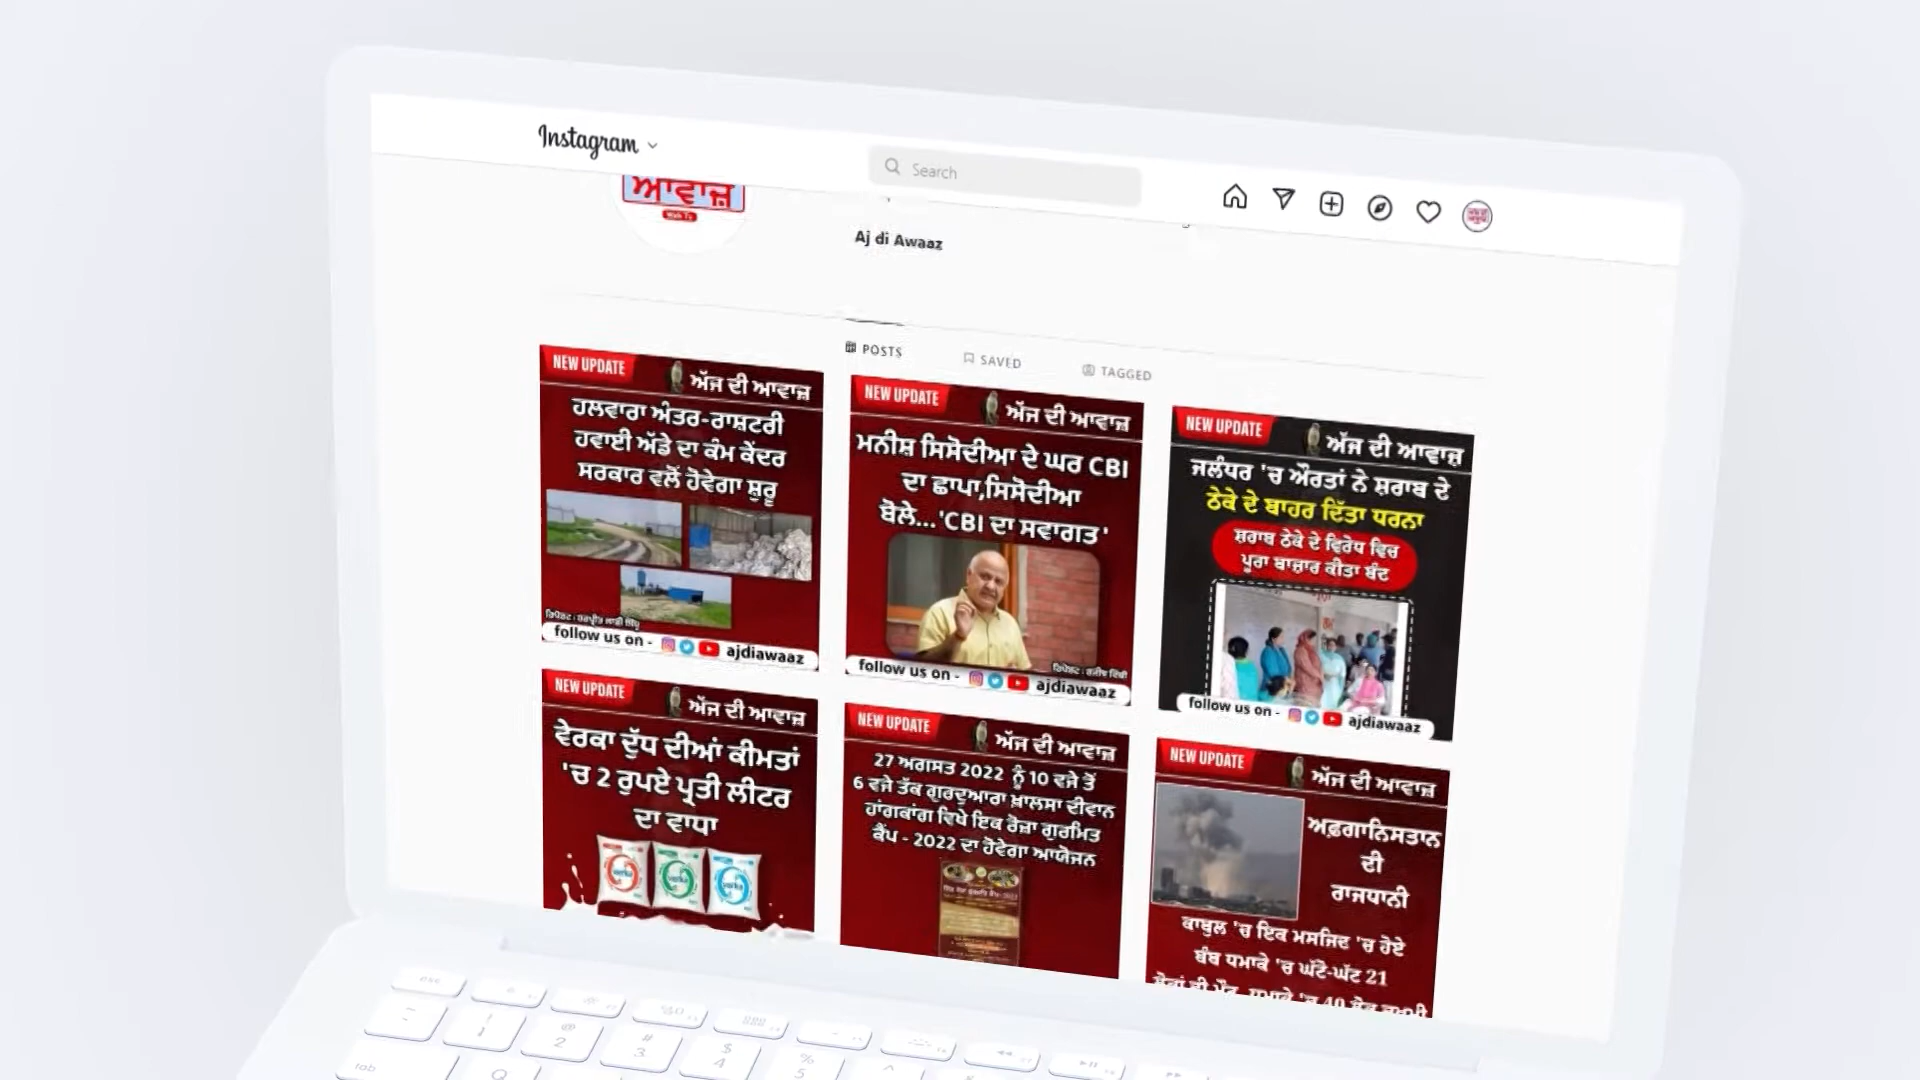 Instagram
Search
ਆਵਾਜ਼
Web Tv
Aj di Awaaz
POSTS
SAVED
TAGGED
NEW UPDATE
ਅੱਜ ਦੀ ਆਵਾਜ਼
ਹਲਵਾਰਾ ਅੰਤਰ-ਰਾਸ਼ਟਰੀ
ਹਵਾਈ ਅੱਡੇ ਦਾ ਕੰਮ ਕੇਂਦਰ
ਸਰਕਾਰ ਵਲੋਂ ਹੋਵੇਗਾ ਸ਼ੁਰੂ
follow us on - ajdiawaaz
NEW UPDATE
ਅੱਜ ਦੀ ਆਵਾਜ਼
ਮਨੀਸ਼ ਸਿਸੋਦੀਆ ਦੇ ਘਰ CBI
ਦਾ ਛਾਪਾ,ਸਿਸੋਦੀਆ
ਬੋਲੇ... 'CBI ਦਾ ਸਵਾਗਤ'
follow us on - ajdiawaaz
NEW UPDATE
ਅੱਜ ਦੀ ਆਵਾਜ਼
ਜਲੰਧਰ 'ਚ ਔਰਤਾਂ ਨੇ ਸ਼ਰਾਬ ਦੇ
ਠੇਕੇ ਦੇ ਬਾਹਰ ਦਿੱਤਾ ਧਰਨਾ
ਸ਼ਰਾਬ ਠੇਕੇ ਦੇ ਵਿਰੋਧ ਵਿਚ
ਪੂਰਾ ਬਾਜ਼ਾਰ ਕੀਤਾ ਬੰਦ
follow us on - ajdiawaaz
NEW UPDATE
ਅੱਜ ਦੀ ਆਵਾਜ਼
ਵੇਰਕਾ ਦੁੱਧ ਦੀਆਂ ਕੀਮਤਾਂ
'ਚ 2 ਰੁਪਏ ਪ੍ਰਤੀ ਲੀਟਰ
ਦਾ ਵਾਧਾ
NEW UPDATE
ਅੱਜ ਦੀ ਆਵਾਜ਼
27 ਅਗਸਤ 2022 ਨੂੰ 10 ਵਜੇ ਤੋਂ
6 ਵਜੇ ਤੱਕ ਗੁਰਦੁਆਰਾ ਖ਼ਾਲਸਾ ਦੀਵਾਨ
ਹਾਂਗਕਾਂਗ ਵਿਖੇ ਇਕ ਰੋਜ਼ਾ ਗੁਰਮਿਤ
ਕੈਂਪ - 2022 ਦਾ ਹੋਵੇਗਾ ਆਯੋਜਨ
NEW UPDATE
ਅੱਜ ਦੀ ਆਵਾਜ਼
ਅਫ਼ਗਾਨਿਸਤਾਨ
ਦੀ
ਰਾਜਧਾਨੀ
ਕਾਬੁਲ 'ਚ ਇਕ ਮਸਜਿਦ 'ਚ ਹੋਏ
ਬੰਬ ਧਮਾਕੇ 'ਚ ਘੱਟੋ-ਘੱਟ 21
esc
tab